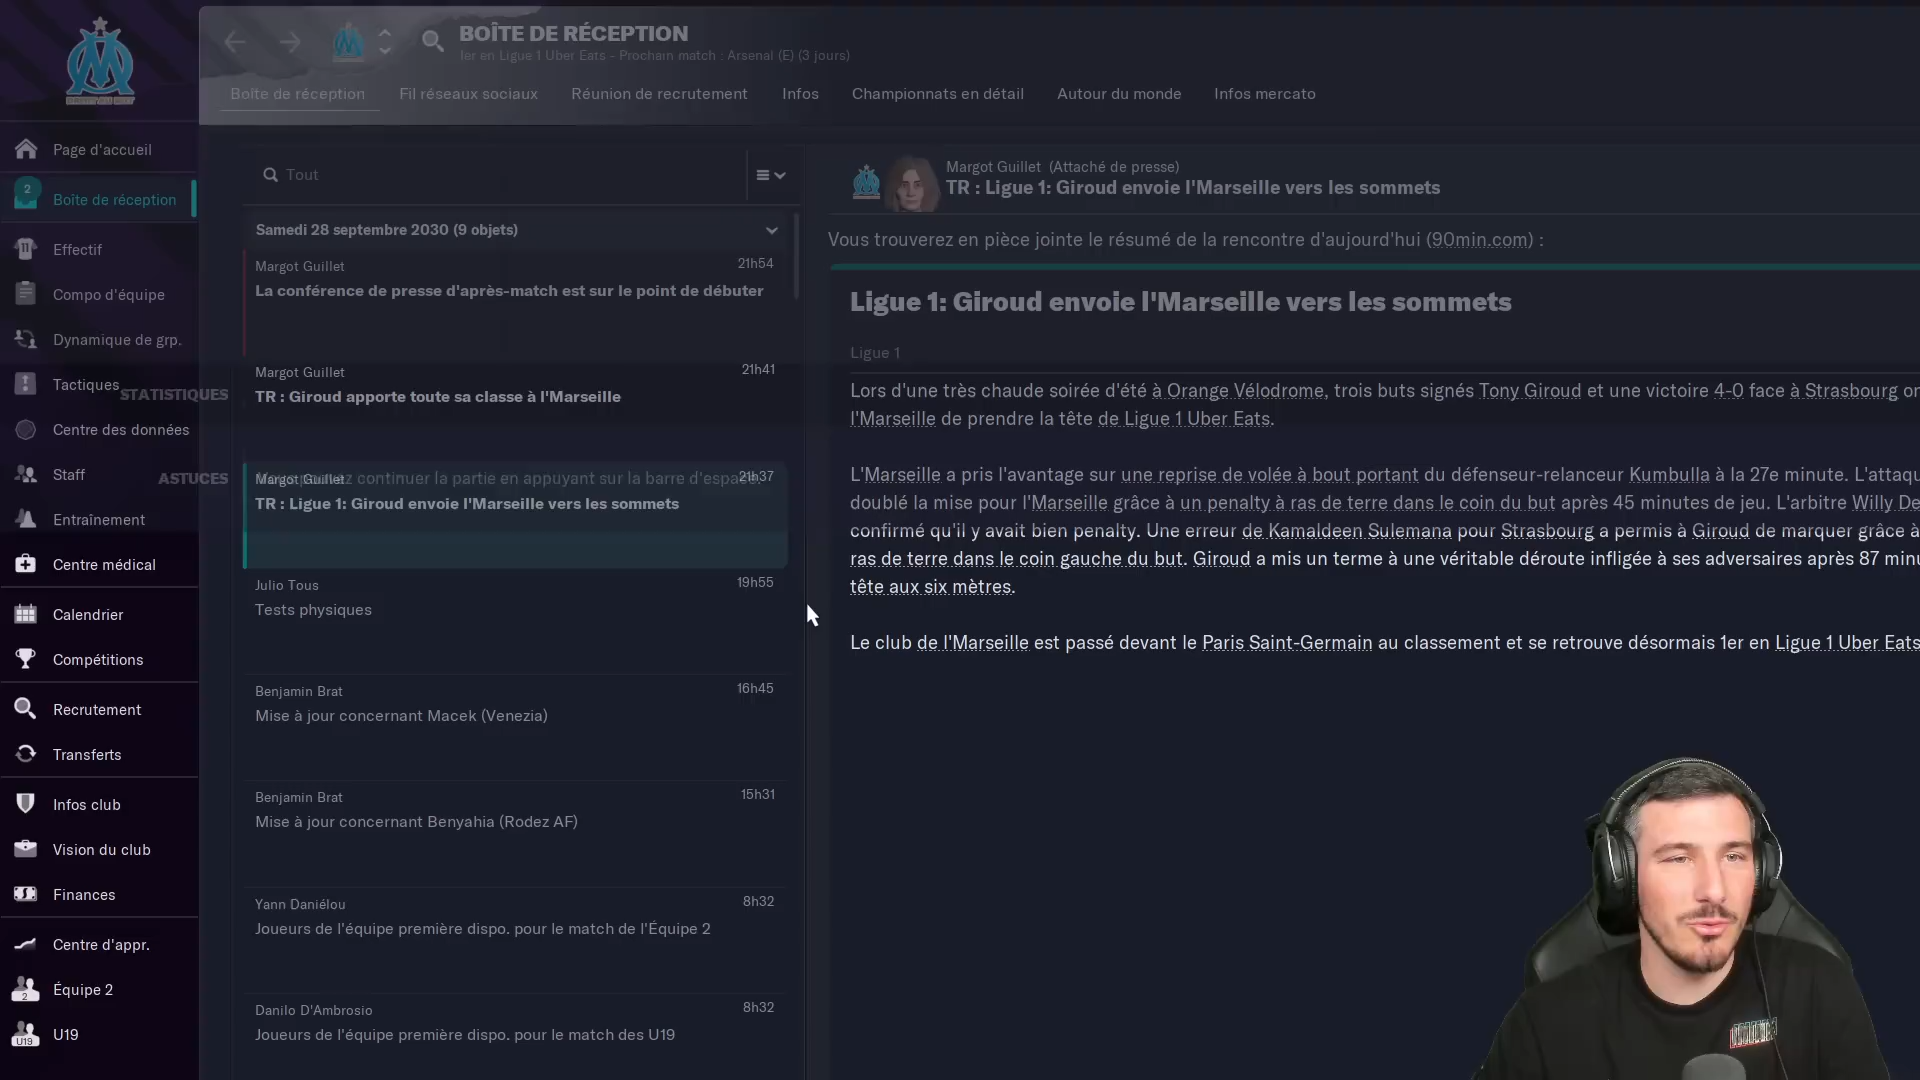 BOÎTE DE RÉCEPTION
1er en Ligue 1 Uber Eats - Prochain match : Arsenal (E) (3 jours)
Boîte de réception
Fil réseaux sociaux
Réunion de recrutement
Infos
Championnats en détail
Autour du monde
Infos mercato
Page d'accueil
2
Boîte de réception
Effectif
Compo d'équipe
Dynamique de grp.
Tactiques
STATISTIQUES
Centre des données
Staff
ASTUCES
Entraînement
Centre médical
Calendrier
Compétitions
Recrutement
Transferts
Infos club
Vision du club
Finances
Centre d'appr.
2
Équipe 2
U19
U19
Tout
Samedi 28 septembre 2030 (9 objets)
Margot Guillet
21h54
La conférence de presse d'après-match est sur le point de débuter
Margot Guillet
21h41
TR : Giroud apporte toute sa classe à l'Marseille
Margot Guillet
21h37
continuer la partie en appuyant sur la barre d'espace
TR : Ligue 1: Giroud envoie l'Marseille vers les sommets
Julio Tous
19h55
Tests physiques
Benjamin Brat
16h45
Mise à jour concernant Macek (Venezia)
Benjamin Brat
15h31
Mise à jour concernant Benyahia (Rodez AF)
Yann Daniélou
8h32
Joueurs de l'équipe première dispo. pour le match de l'Équipe 2
Danilo D'Ambrosio
8h32
Joueurs de l'équipe première dispo. pour le match des U19
Margot Guillet (Attaché de presse)
TR : Ligue 1: Giroud envoie l'Marseille vers les sommets
Vous trouverez en pièce jointe le résumé de la rencontre d'aujourd'hui (90min.com) :
Ligue 1: Giroud envoie l'Marseille vers les sommets
Ligue 1
Lors d'une très chaude soirée d'été à Orange Vélodrome, trois buts signés Tony Giroud et une victoire 4-0 face à Strasbourg on
l'Marseille de prendre la tête de Ligue 1 Uber Eats.
L'Marseille a pris l'avantage sur une reprise de volée à bout portant du défenseur-relanceur Kumbulla à la 27e minute. L'attaqu
doublé la mise pour l'Marseille grâce à un penalty à ras de terre dans le coin du but après 45 minutes de jeu. L'arbitre Willy De
confirmé qu'il y avait bien penalty. Une erreur de Kamaldeen Sulemana pour Strasbourg a permis à Giroud de marquer grâce à
ras de terre dans le coin gauche du but. Giroud a mis un terme à une véritable déroute infligée à ses adversaires après 87 minu
tête aux six mètres.
Le club de l'Marseille est passé devant le Paris Saint-Germain au classement et se retrouve désormais 1er en Ligue 1 Uber Eats